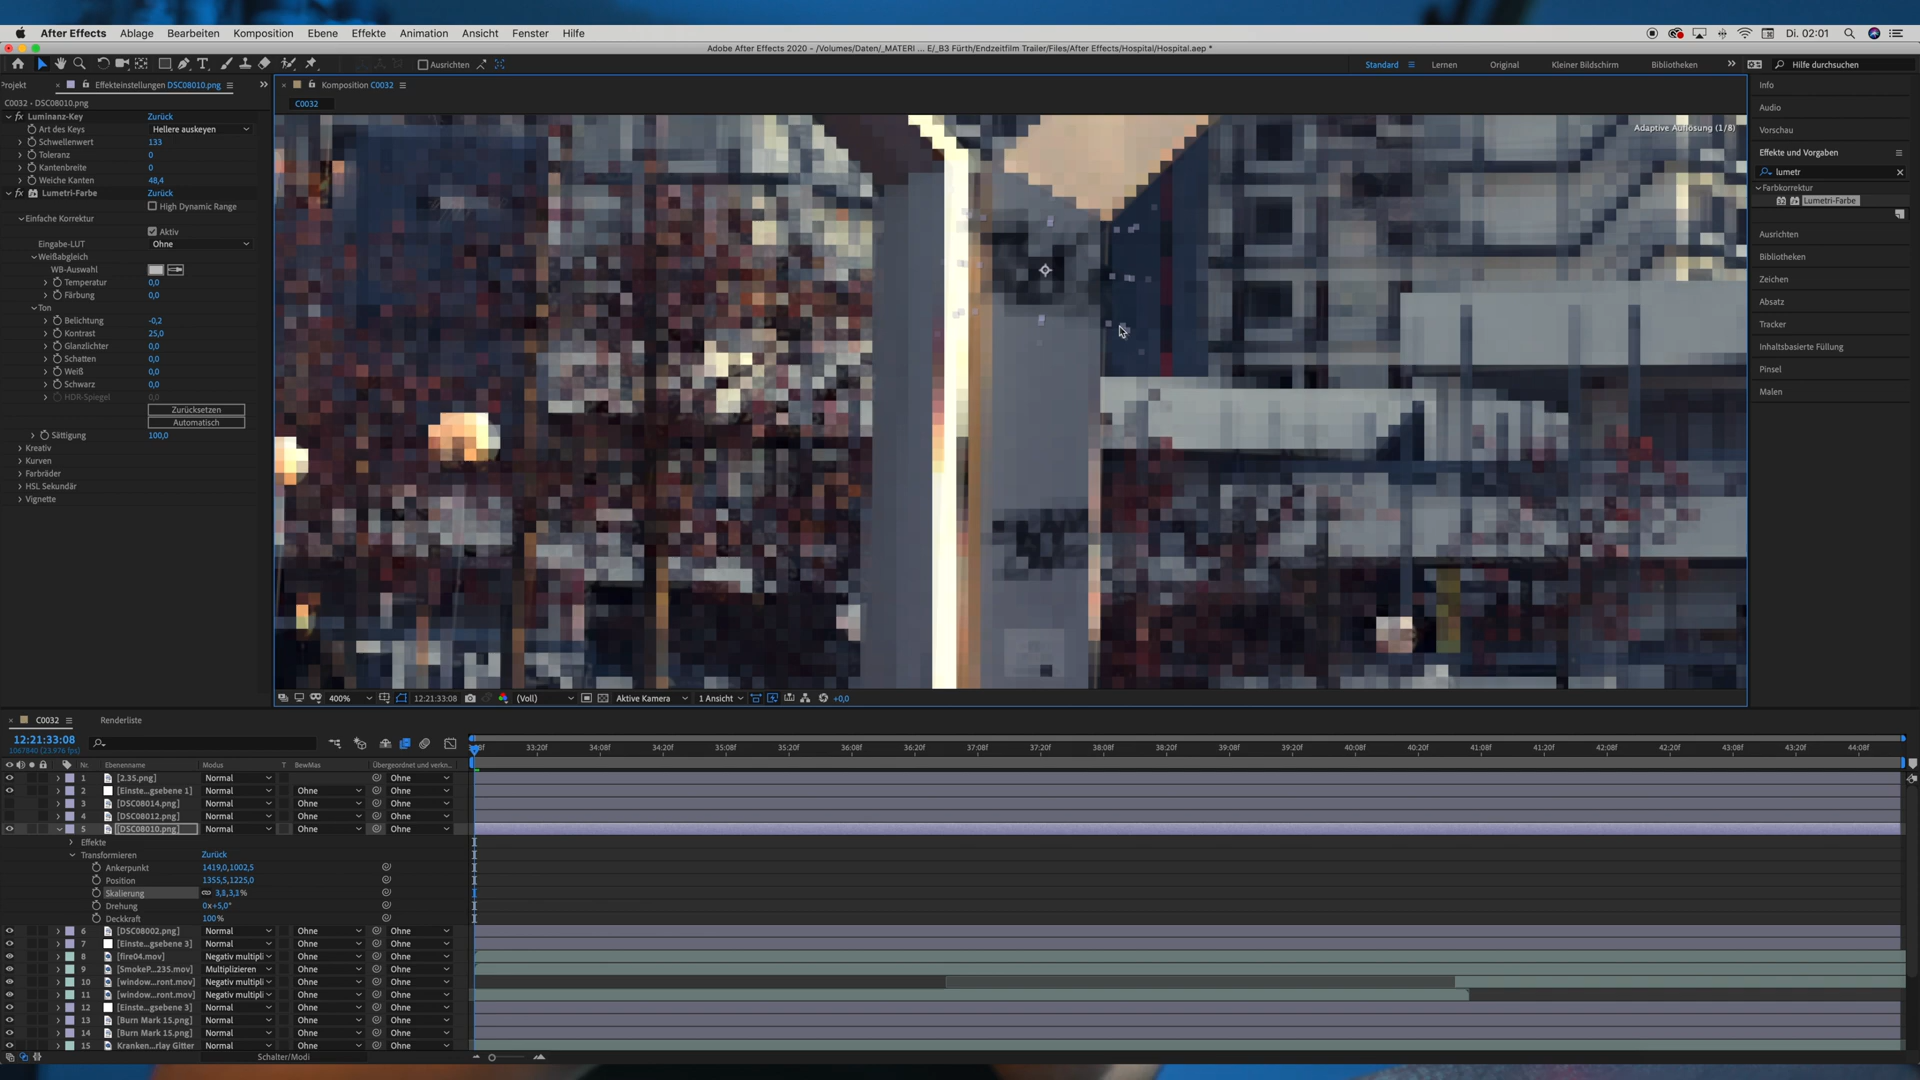 After Effects Ablage Bearbeiten Komposition Ebene Effekte Animation Ansicht Fenster Hilfe Di. 02:01
Adobe After Effects 2020 - /Volumes/Daten/_MATERI ... E/_B3 Fürth/Endzeitfilm Trailer/Files/After Effects/Hospital/Hospital.aep *
Ausrichten Standard Lernen Original Kleiner Bildschirm Bibliotheken Hilfe durchsuchen
rojekt Effekteinstellungen DSC08010.png Komposition C0032
C0032 • DSC08010.png
C0032
Luminanz-Key Zurück
Art des Keys Hellere auskeyen
Schwellenwert 133
Toleranz 0
Kantenbreite 0
Weiche Kanten 48,4
Lumetri-Farbe Zurück
High Dynamic Range
Einfache Korrektur
Aktiv
Eingabe-LUT Ohne
Weißabgleich
WB-Auswahl
Temperatur 0,0
Färbung 0,0
Ton
Belichtung -0,2
Kontrast 25,0
Glanzlichter 0,0
Schatten 0,0
Weiß 0,0
Schwarz 0,0
HDR-Spiegel 0,0
Zurücksetzen
Automatisch
Sättigung 100,0
Kreativ
Kurven
Farbräder
HSL Sekundär
Vignette
Adaptive Auflösung (1/8)
400% 12:21:33:08 (Voll) Aktive Kamera 1 Ansicht +0,0
Info
Audio
Vorschau
Effekte und Vorgaben
lumetr
Farbkorrektur
Lumetri-Farbe
Ausrichten
Bibliotheken
Zeichen
Absatz
Tracker
Inhaltsbasierte Füllung
Pinsel
Malen
C0032 Renderliste
12:21:33:08
1067840 (23.976 fps)
33:20f 34:08f 34:20f 35:08f 35:20f 36:08f 36:20f 37:08f 37:20f 38:08f 38:20f 39:08f 39:20f 40:08f 40:20f 41:08f 41:20f 42:08f 42:20f 43:08f 43:20f 44:08f
Nr. Ebenenname Modus T BewMas Übergeordnet und verkn...
1 [2.35.png] Normal Ohne
2 [Einste...gsebene 1] Normal Ohne Ohne
3 [DSC08014.png] Normal Ohne Ohne
4 [DSC08012.png] Normal Ohne Ohne
5 [DSC08010.png] Normal Ohne Ohne
Effekte
Transformieren Zurück
Ankerpunkt 1419,0,1002,5
Position 1355,5,1225,0
Skalierung 3,8,3,3%
Drehung 0x+5,0°
Deckkraft 100%
6 [DSC08002.png] Normal Ohne Ohne
7 [Einste...gsebene 3] Normal Ohne Ohne
8 [fire04.mov] Negativ multipli Ohne Ohne
9 [SmokeP...235.mov] Multiplizieren Ohne Ohne
10 [window...ront.mov] Negativ multipli Ohne Ohne
11 [window...ront.mov] Negativ multipli Ohne Ohne
12 [Einste...gsebene 3] Normal Ohne Ohne
13 [Burn Mark 15.png] Normal Ohne Ohne
14 [Burn Mark 15.png] Normal Ohne Ohne
15 Kranken...rlay Gitter Normal Ohne Ohne
Schalter/Modi